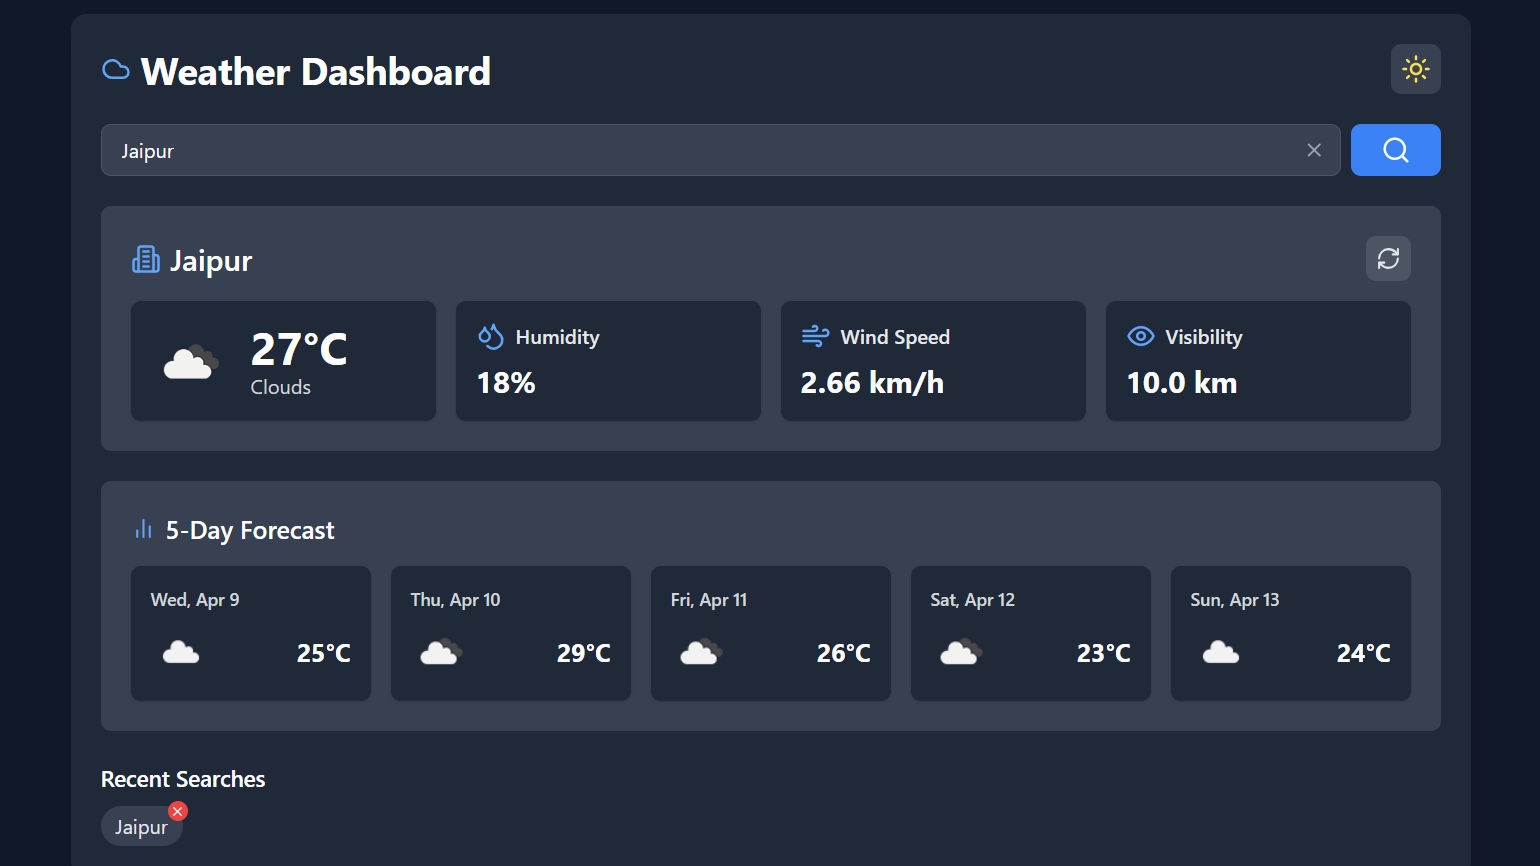 Weather Dashboard
Jaipur
Jaipur
27°C
Clouds
Humidity
18%
Wind Speed
2.66 km/h
Visibility
10.0 km
5-Day Forecast
Wed, Apr 9
25°C
Thu, Apr 10
29°C
Fri, Apr 11
26°C
Sat, Apr 12
23°C
Sun, Apr 13
24°C
Recent Searches
Jaipur